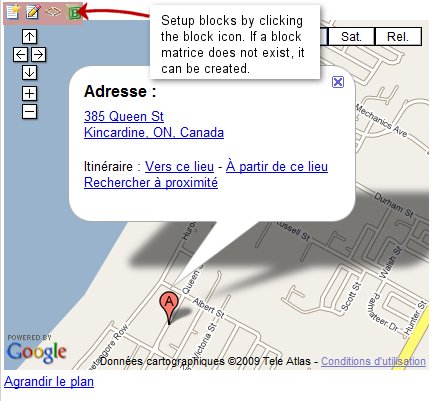 B
Setup blocks by clicking
the block icon. If a block
matrice does not exist, it
can be created.
Sat.
Rel.
Adresse :
385 Queen St
Kincardine, ON, Canada
Itinéraire : Vers ce lieu - À partir de ce lieu
Rechercher à proximité
Mechanics Ave
Durham St
Russell St
Walsh St
Scott St
Hunter St
Queen St
Albert St
A
Victoria St
POWERED BY
Google
Données cartographiques ©2009 Tele Atlas - Conditions d'utilisation
Agrandir le plan